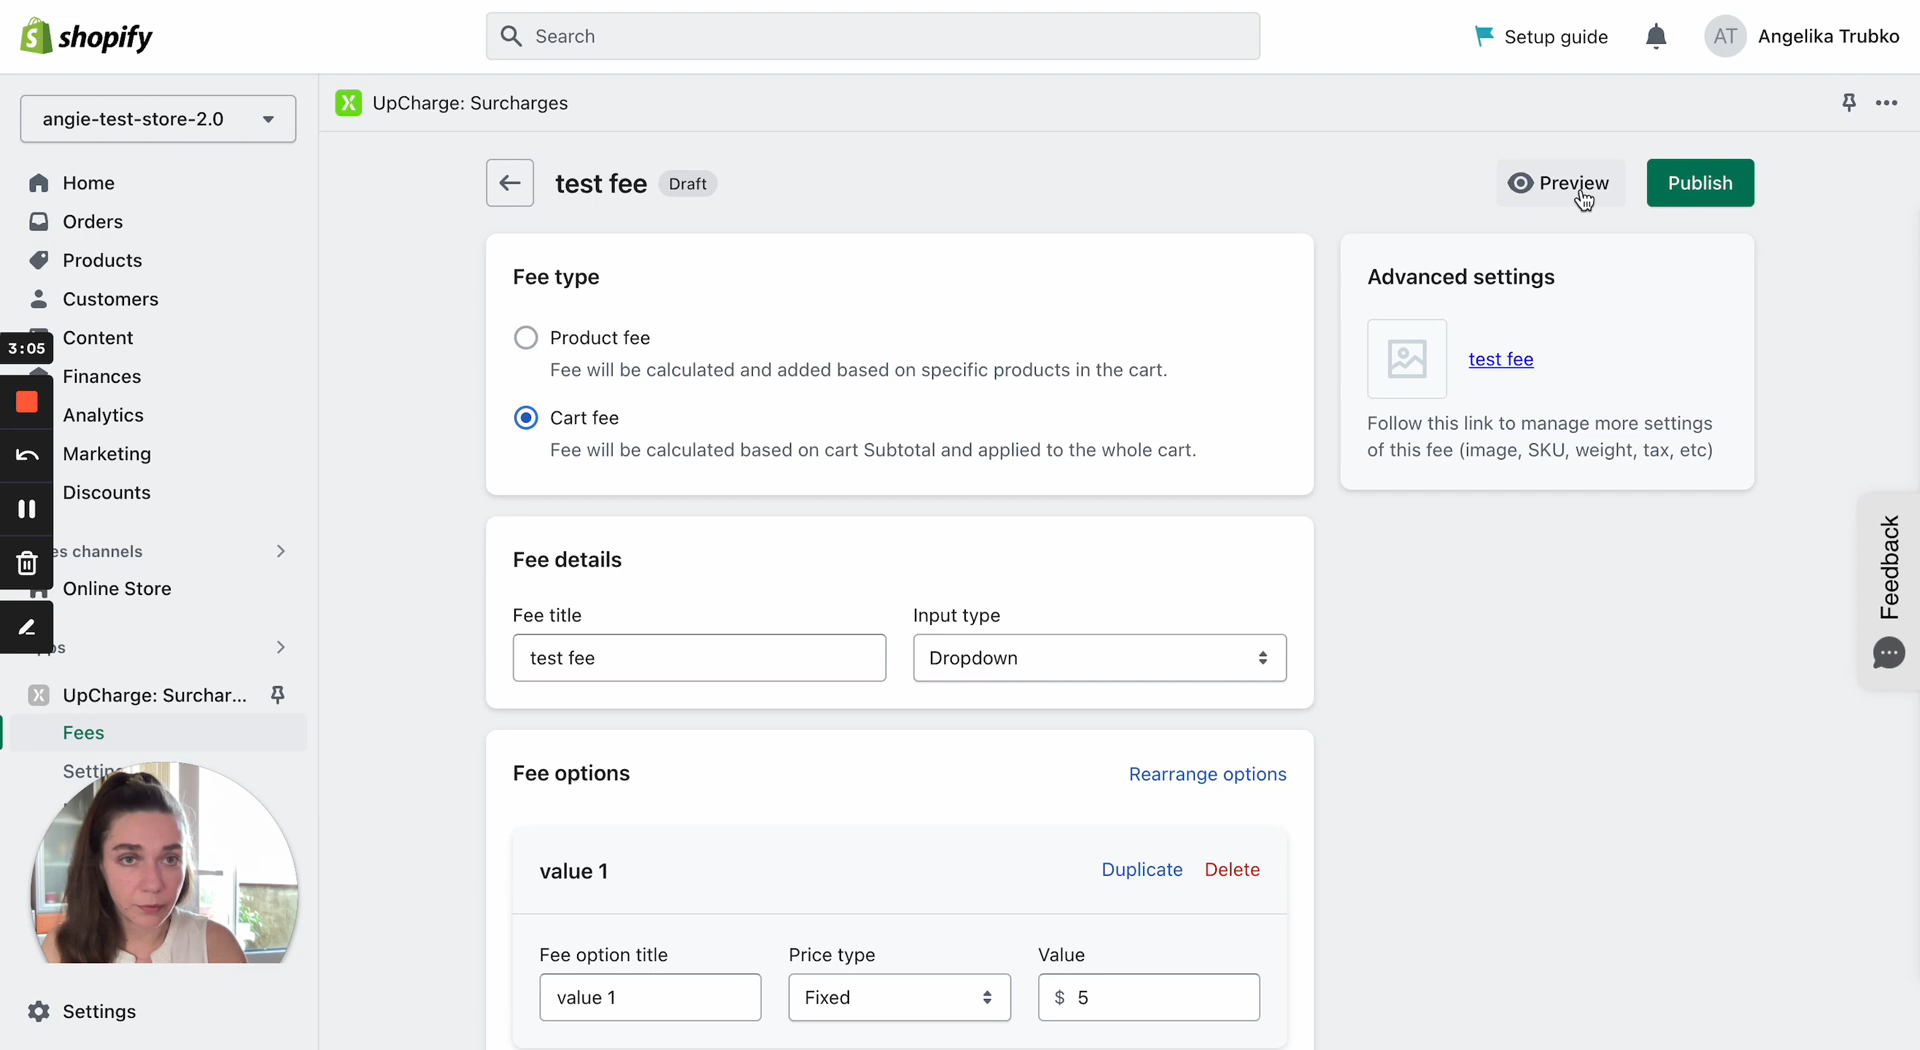 shopify
Search
Setup guide
AT
Angelika Trubko
angie-test-store-2.0
X
UpCharge: Surcharges
Home
Orders
Products
Customers
Content
3:05
Finances
Analytics
Marketing
Discounts
es channels
Online Store
ps
X
UpCharge: Surchar...
Fees
Settin
Settings
test fee
Draft
Preview
Publish
Fee type
Product fee
Fee will be calculated and added based on specific products in the cart.
Cart fee
Fee will be calculated based on cart Subtotal and applied to the whole cart.
Advanced settings
test fee
Follow this link to manage more settings
of this fee (image, SKU, weight, tax, etc)
Fee details
Fee title
Input type
test fee
Dropdown
Fee options
Rearrange options
value 1
Duplicate
Delete
Fee option title
Price type
Value
value 1
Fixed
$ 5
Feedback